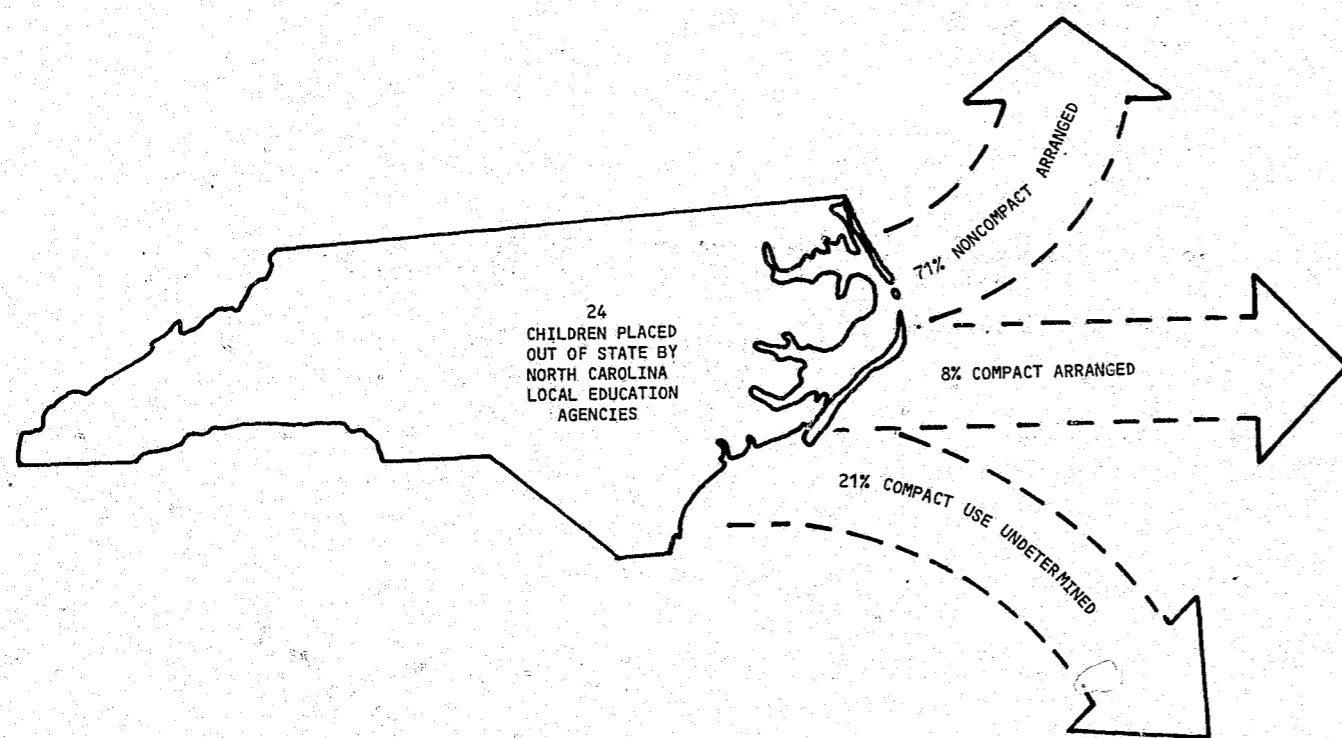 24
CHILDREN PLACED
OUT OF STATE BY
NORTH CAROLINA
LOCAL EDUCATION
AGENCIES
71% NONCOMPACT ARRANGED
8% COMPACT ARRANGED
21% COMPACT USE UNDETERMINED